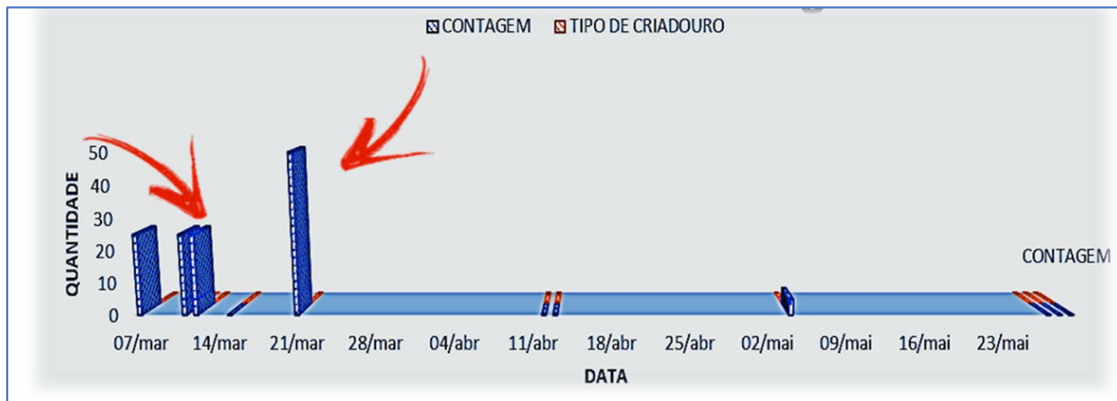 CONTAGEM TIPO DE CRIADOURO
QUANTIDADE
50
40
30
20
10
0
CONTAGEM
07/mar 14/mar 21/mar 28/mar 04/abr 11/abr 18/abr 25/abr 02/mai 09/mai 16/mai 23/mai
DATA